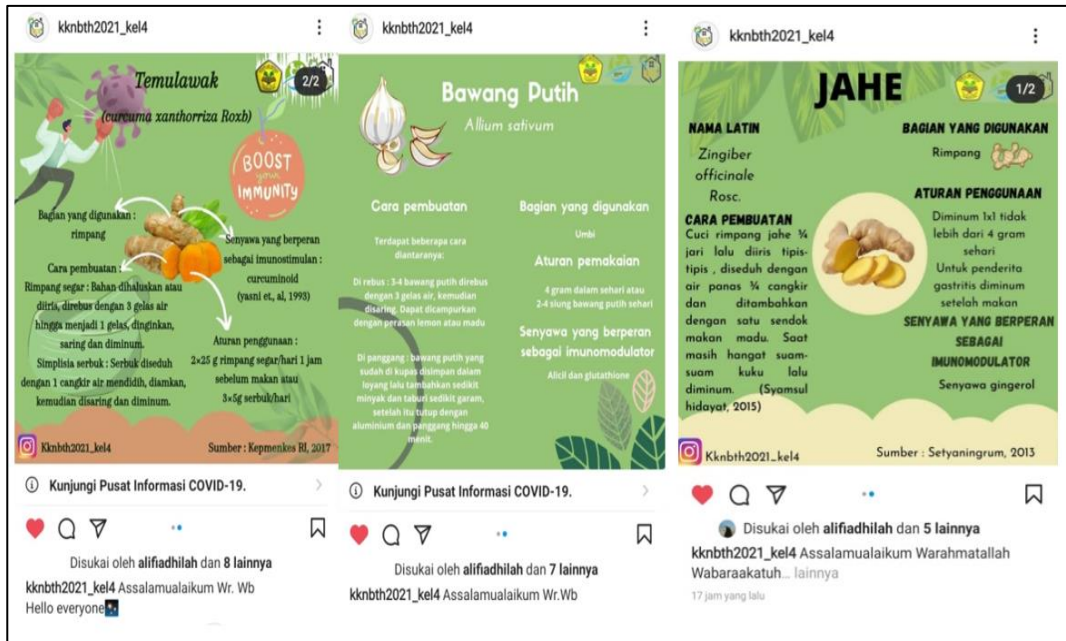 kknbth2021_kel4
Temulawak
2/2
(curcuma xanthorriza Roxb)
BOOST
your
IMMUNITY
Bagian yang digunakan :
rimpang
Senyawa yang berperan
sebagai imunostimulan :
curcuminoid
(yasni et., al, 1993)
Cara pembuatan :
Rimpang segar : Bahan dihaluskan atau
diiris, direbus dengan 3 gelas air
hingga menjadi 1 gelas, dinginkan,
saring dan diminum.
Simplisia serbuk : Serbuk diseduh
dengan 1 cangkir air mendidih, diamkan,
kemudian disaring dan diminum.
Aturan penggunaan :
2×25 g rimpang segar/hari 1 jam
sebelum makan atau
3×5g serbuk/hari
Kknbth2021_kel4
Sumber : Kepmenkes RI, 2017
Kunjungi Pusat Informasi COVID-19.
Disukai oleh alifiadhilah dan 8 lainnya
kknbth2021_kel4 Assalamualaikum Wr. Wb
Hello everyone
kknbth2021_kel4
Bawang Putih
Allium sativum
Cara pembuatan
Terdapat beberapa cara
diantaranya:
Di rebus : 3-4 bawang putih direbus
dengan 3 gelas air, kemudian
disaring. Dapat dicampurkan
dengan perasan lemon atau madu
Di panggang : bawang putih yang
sudah di kupas disimpan dalam
loyang lalu tambahkan sedikit
minyak dan taburi sedikit garam,
setelah itu tutup dengan
aluminium dan panggang hingga 40
menit.
Bagian yang digunakan
Umbi
Aturan pemakaian
4 gram dalam sehari atau
2-4 siung bawang putih sehari
Senyawa yang berperan
sebagai imunomodulator
Alicil dan glutathione
Kunjungi Pusat Informasi COVID-19.
Disukai oleh alifiadhilah dan 7 lainnya
kknbth2021_kel4 Assalamualaikum Wr.Wb
kknbth2021_kel4
JAHE
1/2
NAMA LATIN
Zingiber
officinale
Rosc.
CARA PEMBUATAN
Cuci rimpang jahe ¾
jari lalu diiris tipis-
tipis , diseduh dengan
air panas ¾ cangkir
dan ditambahkan
dengan satu sendok
makan madu. Saat
masih hangat suam-
suam kuku lalu
diminum. (Syamsul
hidayat, 2015)
BAGIAN YANG DIGUNAKAN
Rimpang
ATURAN PENGGUNAAN
Diminum 1x1 tidak
lebih dari 4 gram
sehari
Untuk penderita
gastritis diminum
setelah makan
SENYAWA YANG BERPERAN
SEBAGAI
IMUNOMODULATOR
Senyawa gingerol
Kknbth2021_kel4
Sumber : Setyaningrum, 2013
Disukai oleh alifiadhilah dan 5 lainnya
kknbth2021_kel4 Assalamualaikum Warahmatallah
Wabaraakatuh... lainnya
17 jam yang lalu